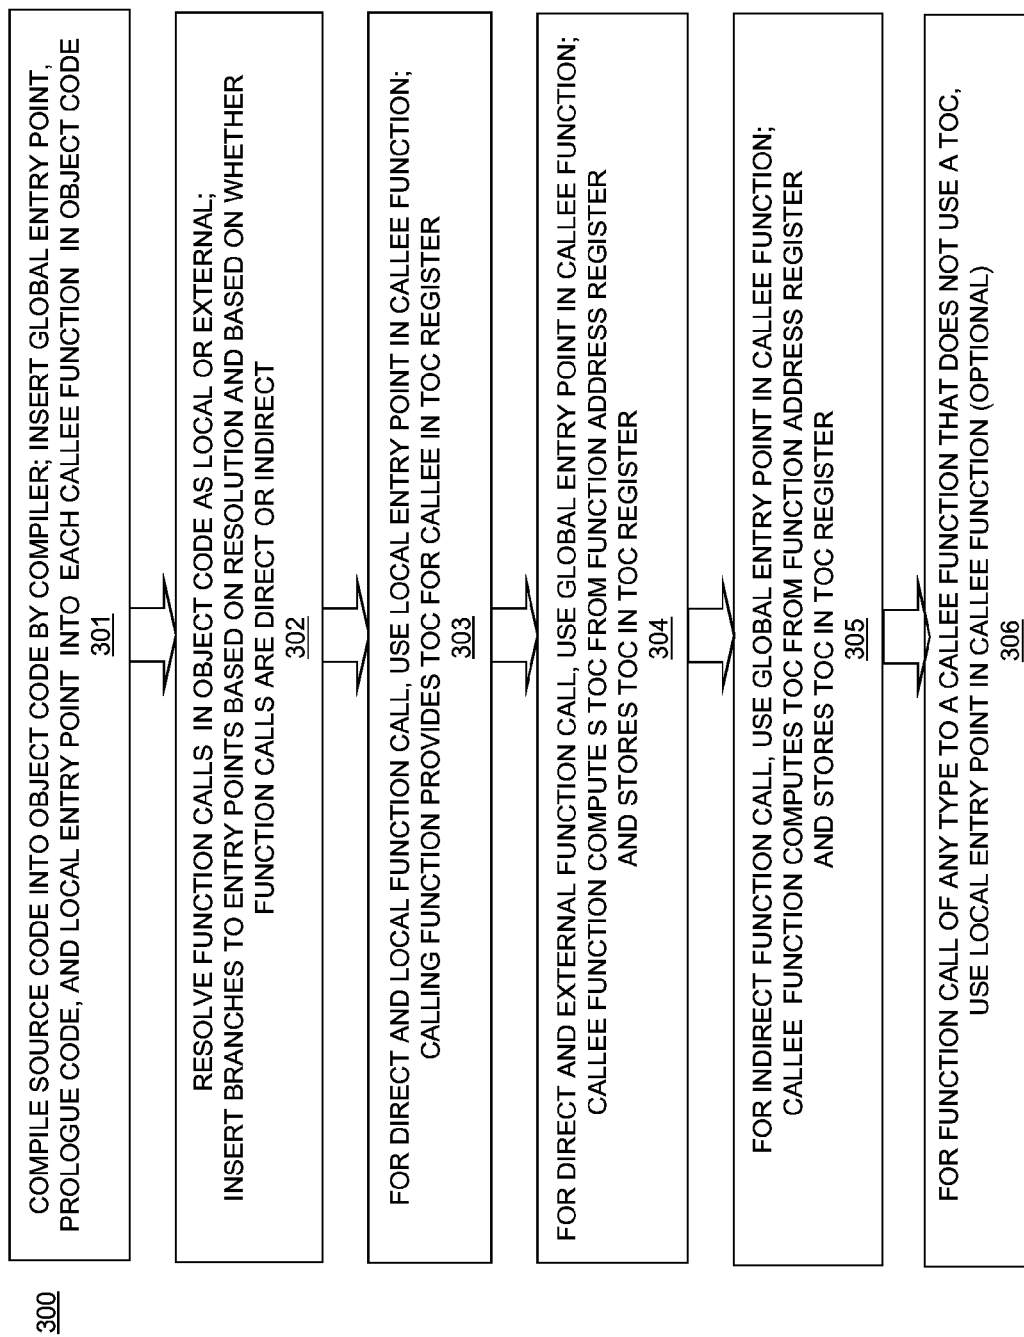 300
COMPILE SOURCE CODE INTO OBJECT CODE BY COMPILER; INSERT GLOBAL ENTRY POINT,
PROLOGUE CODE, AND LOCAL ENTRY POINT INTO EACH CALLEE FUNCTION IN OBJECT CODE
301
RESOLVE FUNCTION CALLS IN OBJECT CODE AS LOCAL OR EXTERNAL;
INSERT BRANCHES TO ENTRY POINTS BASED ON RESOLUTION AND BASED ON WHETHER
FUNCTION CALLS ARE DIRECT OR INDIRECT
302
FOR DIRECT AND LOCAL FUNCTION CALL, USE LOCAL ENTRY POINT IN CALLEE FUNCTION;
CALLING FUNCTION PROVIDES TOC FOR CALLEE IN TOC REGISTER
303
FOR DIRECT AND EXTERNAL FUNCTION CALL, USE GLOBAL ENTRY POINT IN CALLEE FUNCTION;
CALLEE FUNCTION COMPUTE S TOC FROM FUNCTION ADDRESS REGISTER
AND STORES TOC IN TOC REGISTER
304
FOR INDIRECT FUNCTION CALL, USE GLOBAL ENTRY POINT IN CALLEE FUNCTION;
CALLEE FUNCTION COMPUTES TOC FROM FUNCTION ADDRESS REGISTER
AND STORES TOC IN TOC REGISTER
305
FOR FUNCTION CALL OF ANY TYPE TO A CALLEE FUNCTION THAT DOES NOT USE A TOC,
USE LOCAL ENTRY POINT IN CALLEE FUNCTION (OPTIONAL)
306